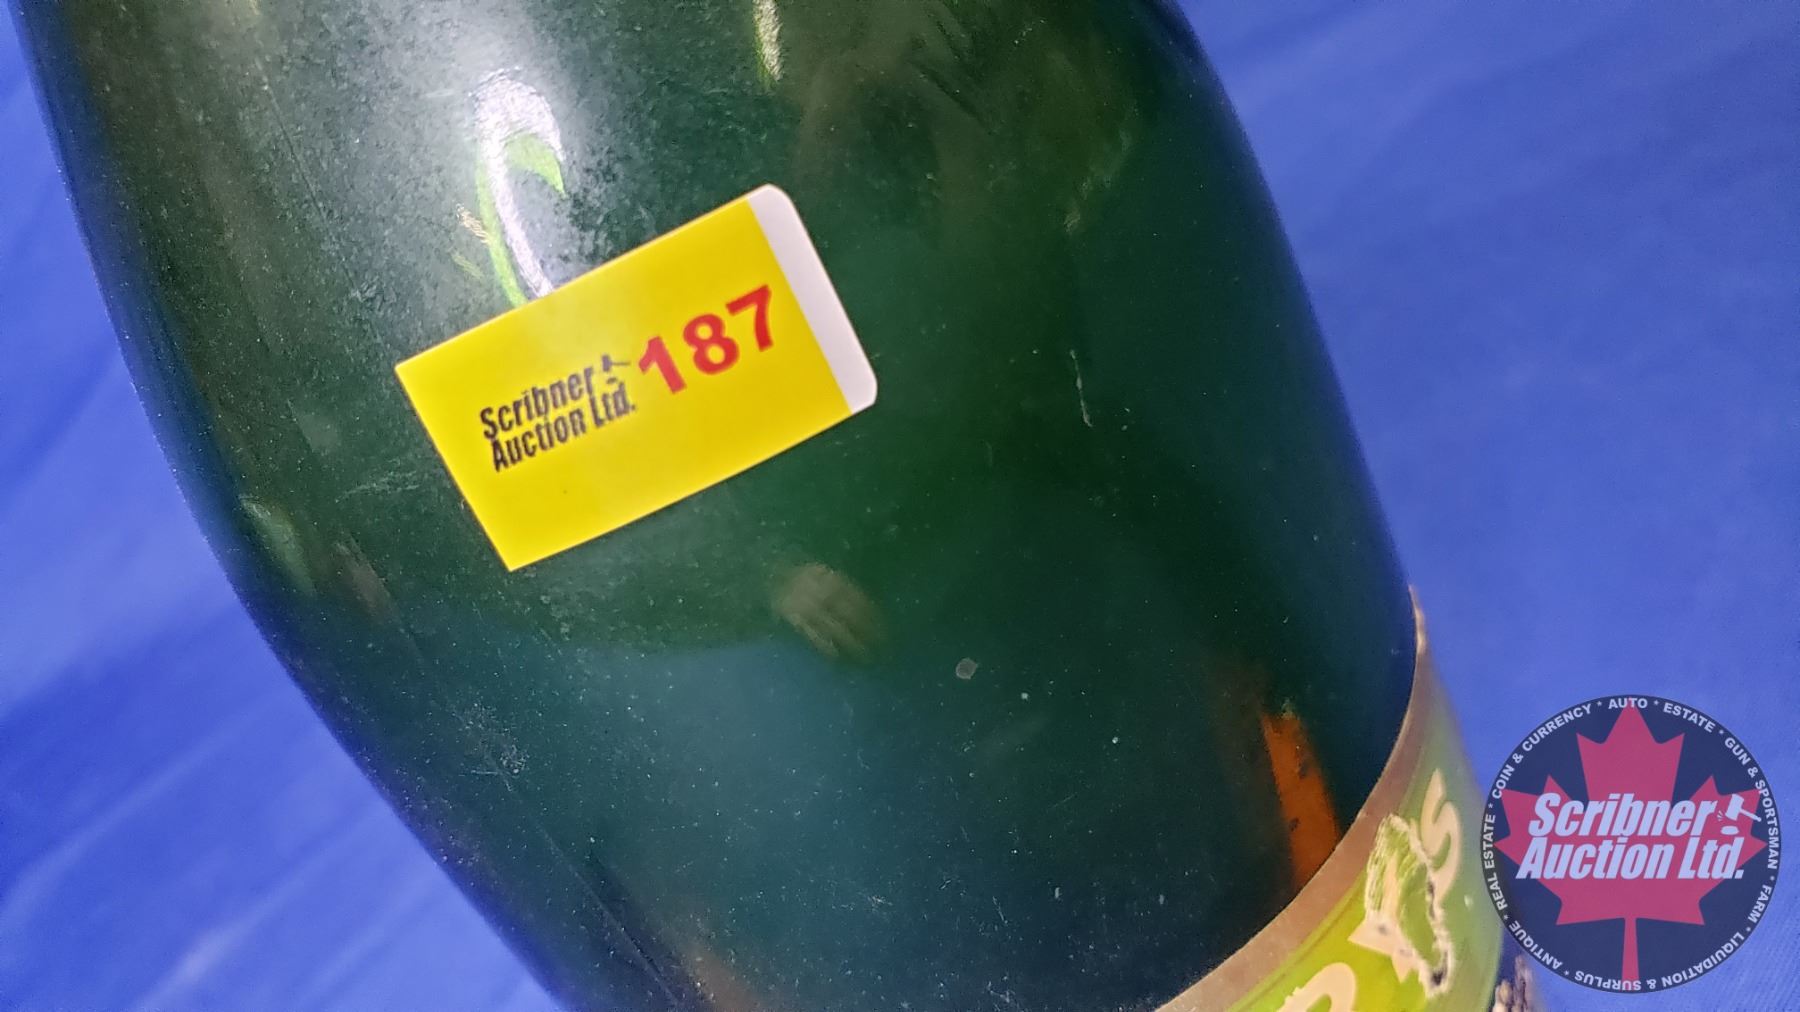 Scribner
Auction Ltd.
187
COIN & CURRENCY * AUTO * ESTATE * GUN & SPORTSMAN * FARM * LIQUIDATION & SURPLUS * ANTIQUE * REAL ESTATE *
Scribner
Auction Ltd.